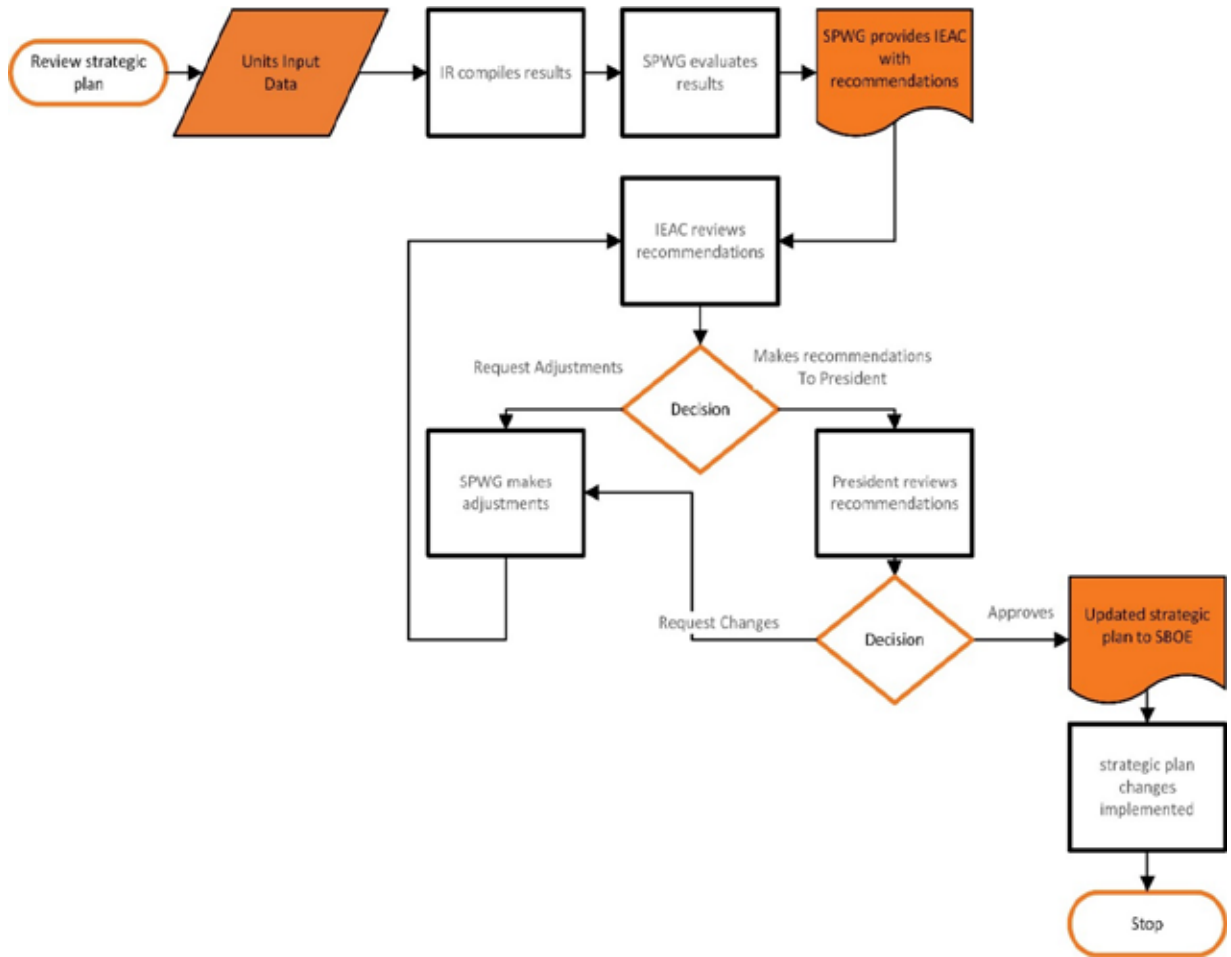 Review strategic
plan
Units Input
Data
IR compiles results
SPWG evaluates
results
SPWG provides IEAC
with
recommendations
IEAC reviews
recommendations
Request Adjustments
Makes recommendations
To President
Decision
SPWG makes
adjustments
President reviews
recommendations
Request Changes
Decision
Approves
Updated strategic
plan to SBOE
strategic plan
changes
implemented
Stop